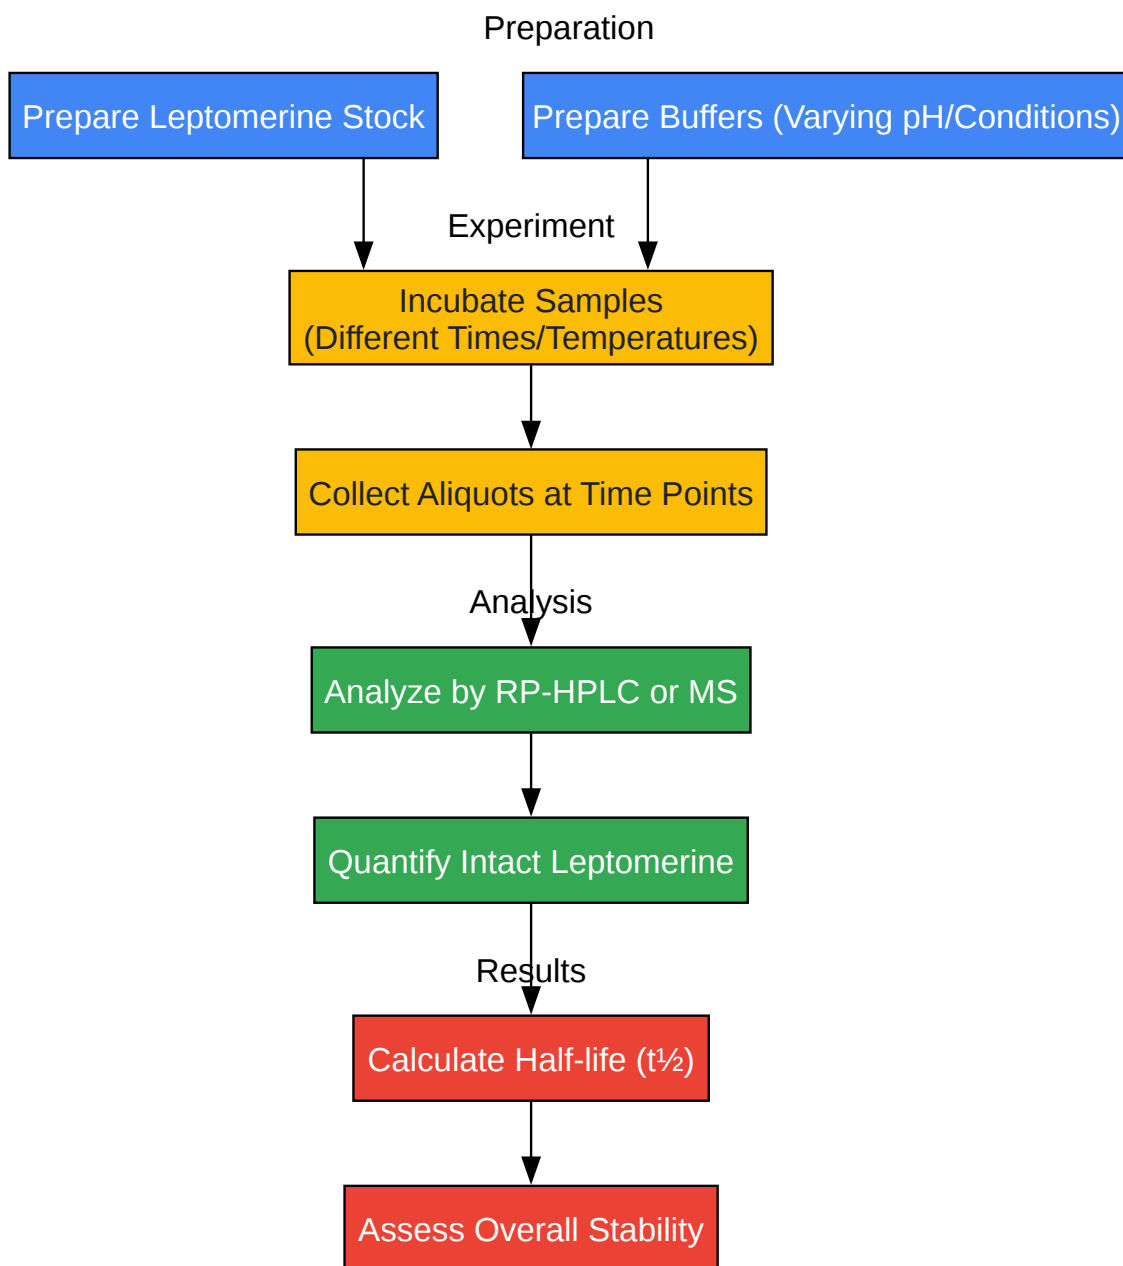 Preparation
Prepare Leptomerine Stock
Prepare Buffers (Varying pH/Conditions)
Experiment
Incubate Samples
(Different Times/Temperatures)
Collect Aliquots at Time Points
Analysis
Analyze by RP-HPLC or MS
Quantify Intact Leptomerine
Results
Calculate Half-life (t½)
Assess Overall Stability